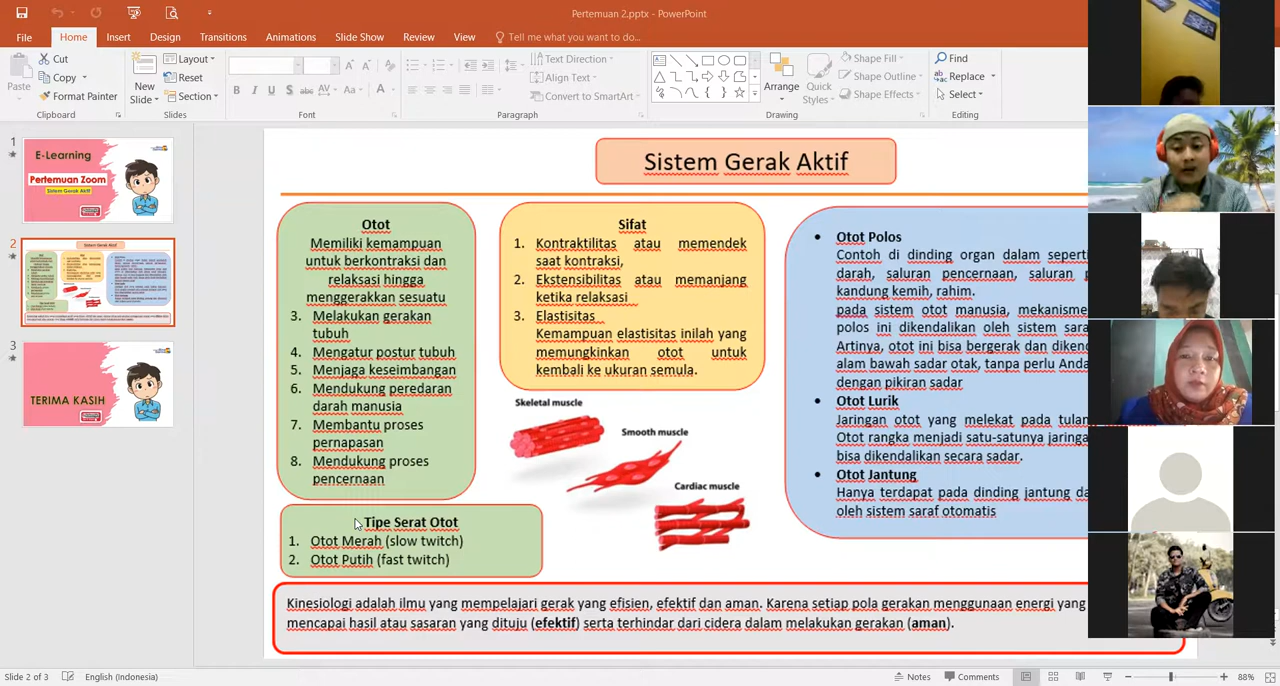 Pertemuan 2.pptx - PowerPoint
File
Home
Insert
Design
Transitions
Animations
Slide Show
Review
View
Tell me what you want to do...
Paste
Cut
Copy
Format Painter
Clipboard
New
Slide
Layout
Reset
Section
Slides
B I U S abc AV Aa A
Font
Text Direction
Align Text
Convert to SmartArt
Paragraph
Arrange
Quick
Styles
Shape Fill
Shape Outline
Shape Effects
Drawing
Find
Replace
Select
Editing
1
E-Learning
Pertemuan Zoom
Sistem Gerak Aktif
2
3
TERIMA KASIH
Sistem Gerak Aktif
Otot
Memiliki kemampuan
untuk berkontraksi dan
relaksasi hingga
menggerakkan sesuatu
3. Melakukan gerakan
tubuh
4. Mengatur postur tubuh
5. Menjaga keseimbangan
6. Mendukung peredaran
darah manusia
7. Membantu proses
pernapasan
8. Mendukung proses
pencernaan
Tipe Serat Otot
1. Otot Merah (slow twitch)
2. Otot Putih (fast twitch)
Sifat
1. Kontraktilitas atau memendek
saat kontraksi,
2. Ekstensibilitas atau memanjang
ketika relaksasi
3. Elastisitas
Kemampuan elastisitas inilah yang
memungkinkan otot untuk
kembali ke ukuran semula.
Skeletal muscle
Smooth muscle
Cardiac muscle
• Otot Polos
Contoh di dinding organ dalam seperti
darah, saluran pencernaan, saluran
kandung kemih, rahim.
pada sistem otot manusia, mekanisme
polos ini dikendalikan oleh sistem
Artinya, otot ini bisa bergerak dan
alam bawah sadar otak, tanpa perlu Anda
dengan pikiran sadar
• Otot Lurik
Jaringan otot yang melekat pada
Otot rangka menjadi satu-satunya
bisa dikendalikan secara sadar.
• Otot Jantung
Hanya terdapat pada dinding jantung
oleh sistem saraf otomatis
Kinesiologi adalah ilmu yang mempelajari gerak yang efisien, efektif dan aman. Karena setiap pola gerakan menggunaan energi yang
mencapai hasil atau sasaran yang dituju (efektif) serta terhindar dari cidera dalam melakukan gerakan (aman).
Slide 2 of 3
English (Indonesia)
Notes
Comments
88%